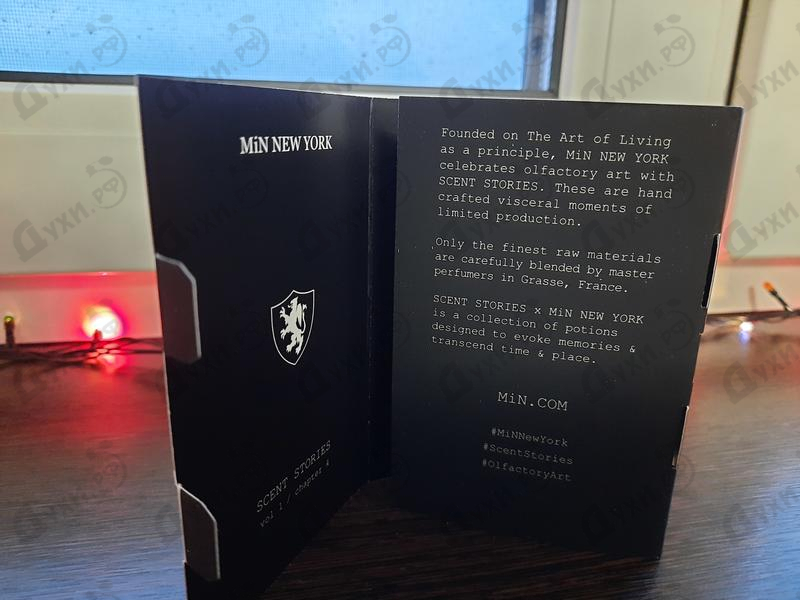 MiN NEW YORK
SCENT STORIES
vol 1 / chapter 4
Founded on The Art of Living
as a principle, MiN NEW YORK
celebrates olfactory art with
SCENT STORIES. These are hand
crafted visceral moments of
limited production.
Only the finest raw materials
are carefully blended by master
perfumers in Grasse, France.
SCENT STORIES x MiN NEW YORK
is a collection of potions
designed to evoke memories &
transcend time & place.
MiN.COM
#MiNNewYork
#ScentStories
#OlfactoryArt
Духи.РФ